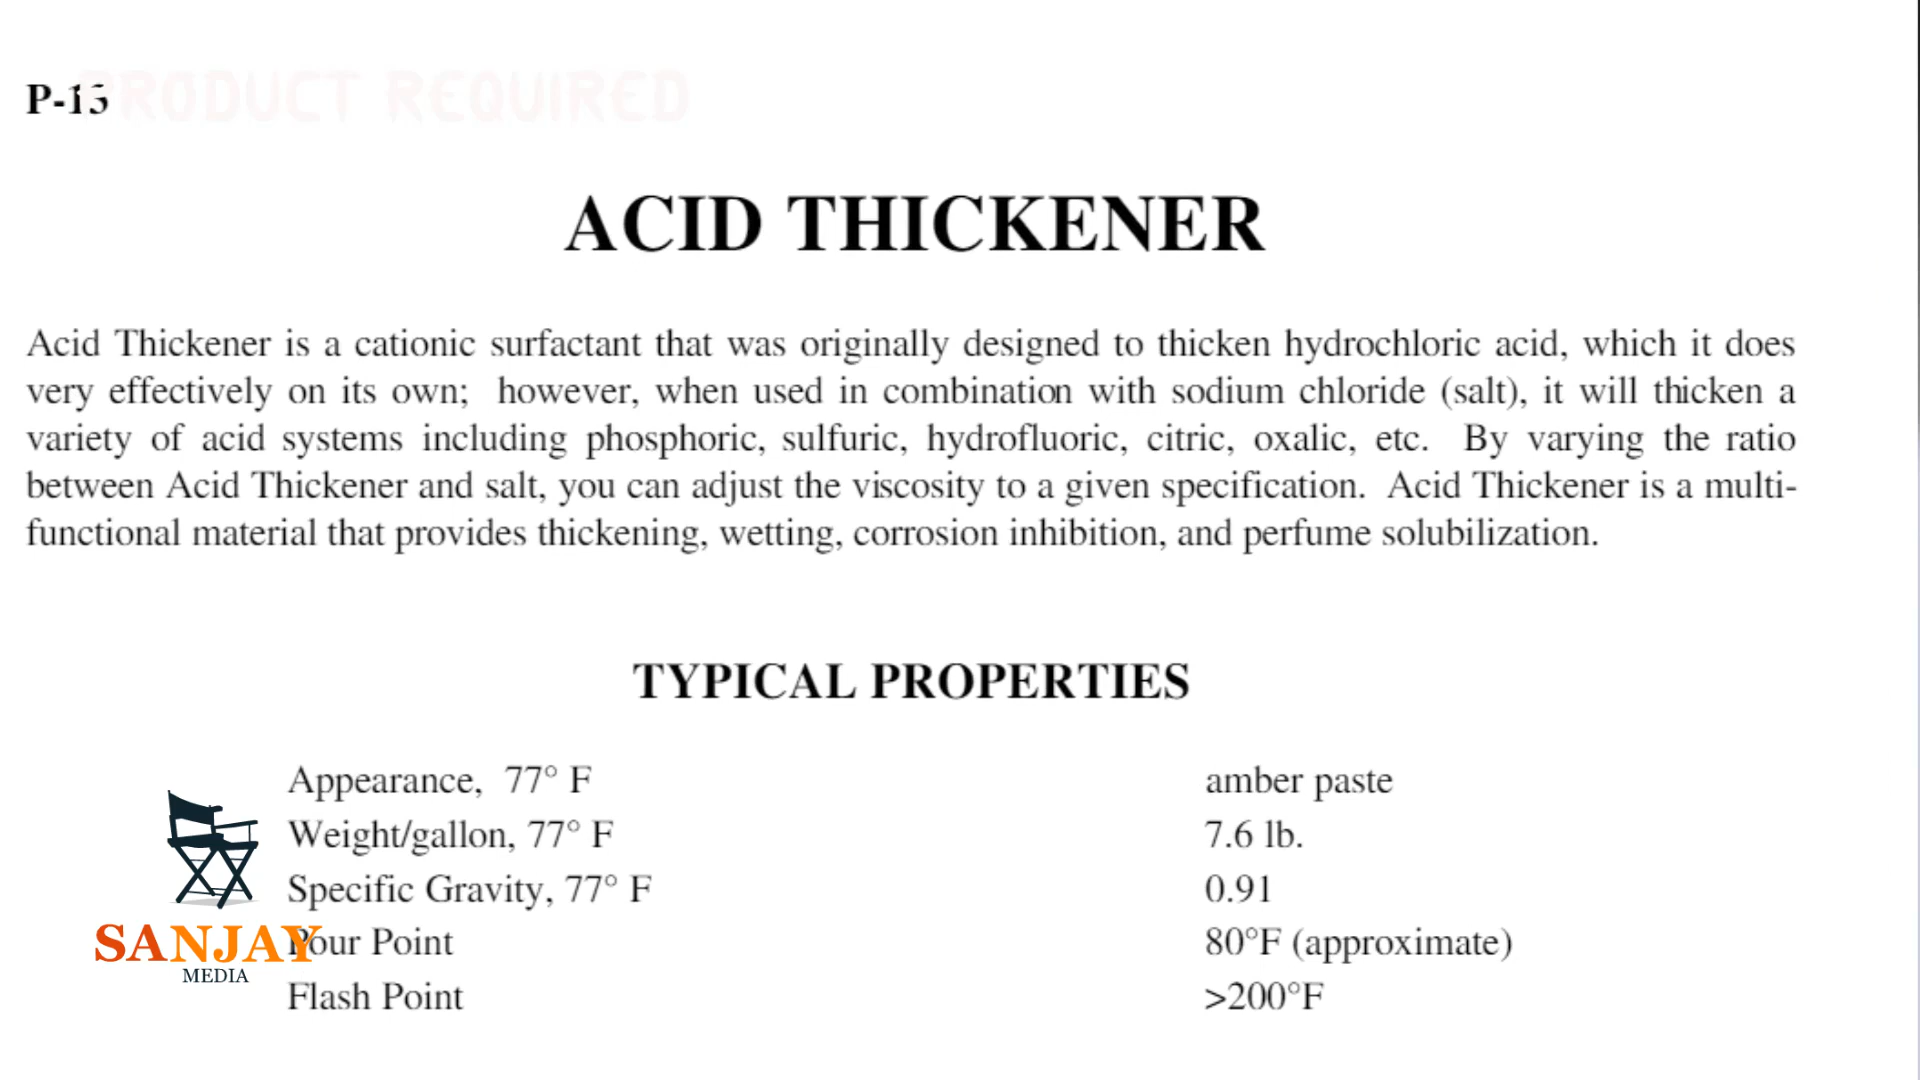 PRODUCT REQUIRED
P-15
ACID THICKENER
Acid Thickener is a cationic surfactant that was originally designed to thicken hydrochloric acid, which it does
very effectively on its own; however, when used in combination with sodium chloride (salt), it will thicken a
variety of acid systems including phosphoric, sulfuric, hydrofluoric, citric, oxalic, etc. By varying the ratio
between Acid Thickener and salt, you can adjust the viscosity to a given specification. Acid Thickener is a multi-
functional material that provides thickening, wetting, corrosion inhibition, and perfume solubilization.
TYPICAL PROPERTIES
Appearance, 77° F amber paste
Weight/gallon, 77° F 7.6 lb.
Specific Gravity, 77° F 0.91
Pour Point 80°F (approximate)
Flash Point >200°F
SANJAY
MEDIA